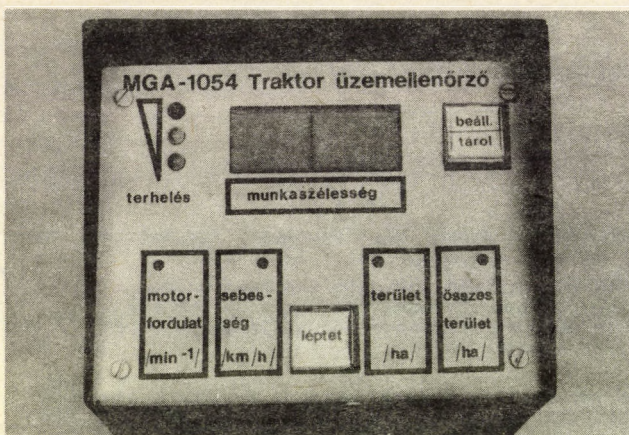 MGA-1054 Traktor üzemellenőrző
beáll.
tárol
terhelés
munkaszélesség
motor-
fordulat
/min⁻¹/
sebes-
ség
/km/h/
léptet
terület
/ha/
összes
terület
/ha/